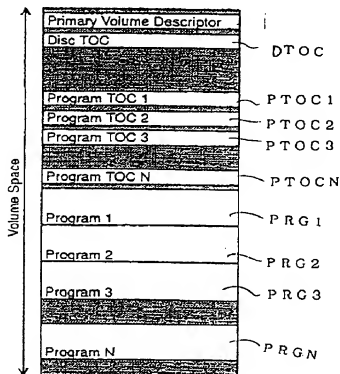 Primary Volume Descriptor
Disc TOC
DTOC
Program TOC 1
PTOC1
Program TOC 2
PTOC2
Program TOC 3
PTOC3
Program TOC N
PTOCN
Volume Space
Program 1
PRG1
Program 2
PRG2
Program 3
PRG3
Program N
PRGN